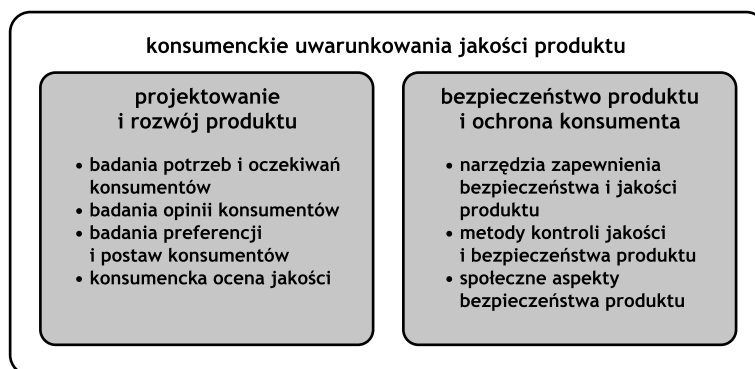 konsumenckie uwarunkowania jakości produktu
projektowanie
i rozwój produktu
• badania potrzeb i oczekiwań
konsumentów
• badania opinii konsumentów
• badania preferencji
i postaw konsumentów
• konsumencka ocena jakości
bezpieczeństwo produktu
i ochrona konsumenta
• narzędzia zapewnienia
bezpieczeństwa i jakości
produktu
• metody kontroli jakości
i bezpieczeństwa produktu
• społeczne aspekty
bezpieczeństwa produktu